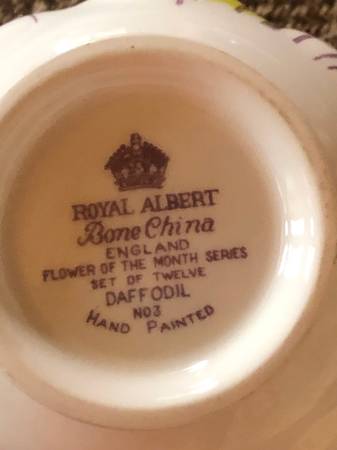 ROYAL ALBERT
Bone China
ENGLAND
FLOWER OF THE MONTH SERIES
SET OF TWELVE
DAFFODIL
NO3
HAND PAINTED